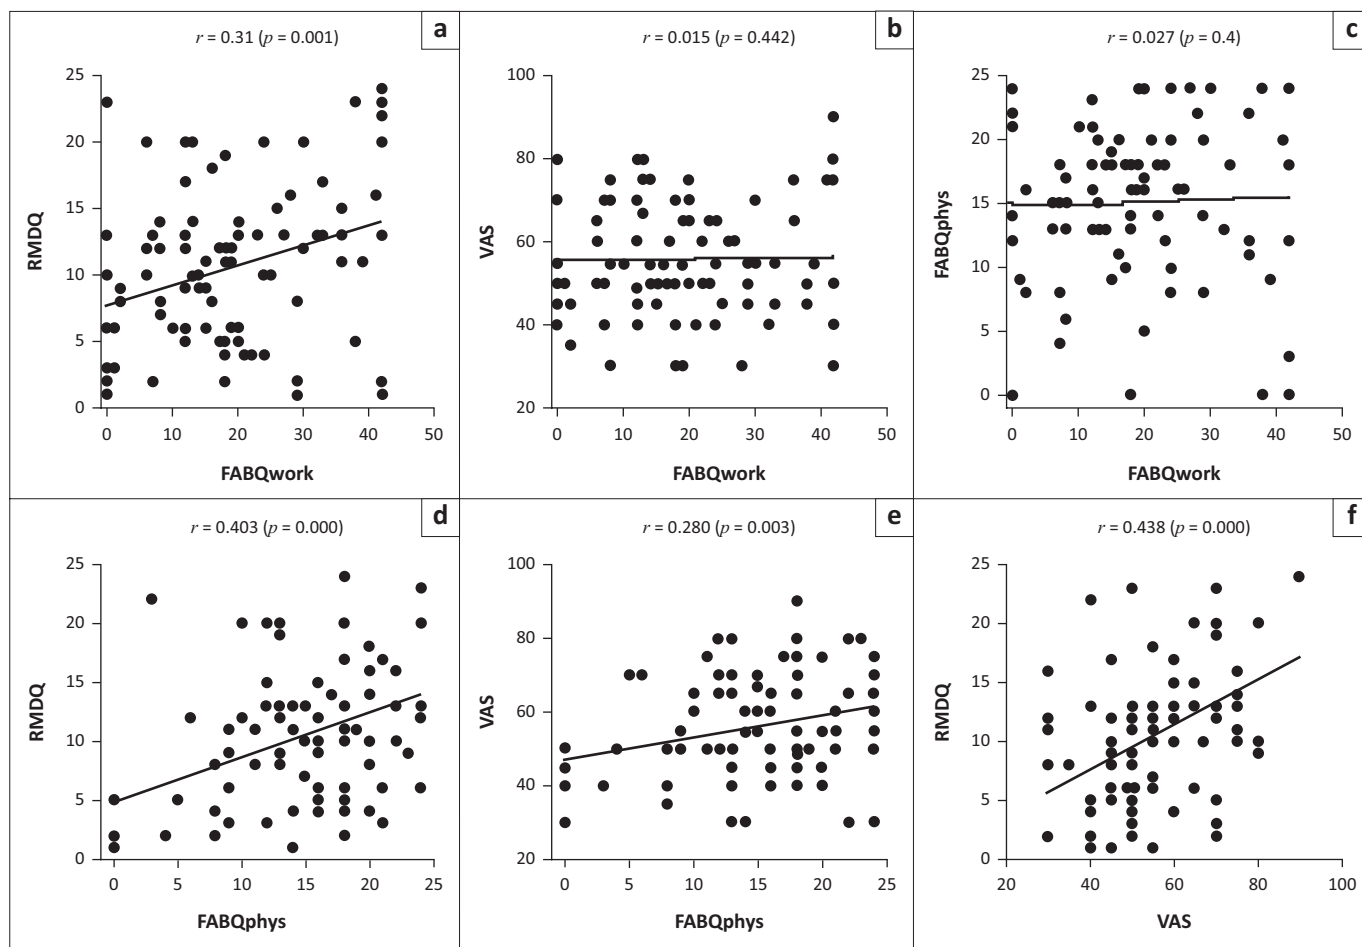 a
r = 0.31 (p = 0.001)
25
20
15
10
5
0
RMDQ
0 10 20 30 40 50
FABQwork
b
r = 0.015 (p = 0.442)
100
80
60
40
20
VAS
0 10 20 30 40 50
FABQwork
c
r = 0.027 (p = 0.4)
25
20
15
10
5
0
FABQphys
0 10 20 30 40 50
FABQwork
d
r = 0.403 (p = 0.000)
25
20
15
10
5
0
RMDQ
0 5 10 15 20 25
FABQphys
e
r = 0.280 (p = 0.003)
100
80
60
40
20
VAS
0 5 10 15 20 25
FABQphys
f
r = 0.438 (p = 0.000)
25
20
15
10
5
0
RMDQ
20 40 60 80 100
VAS